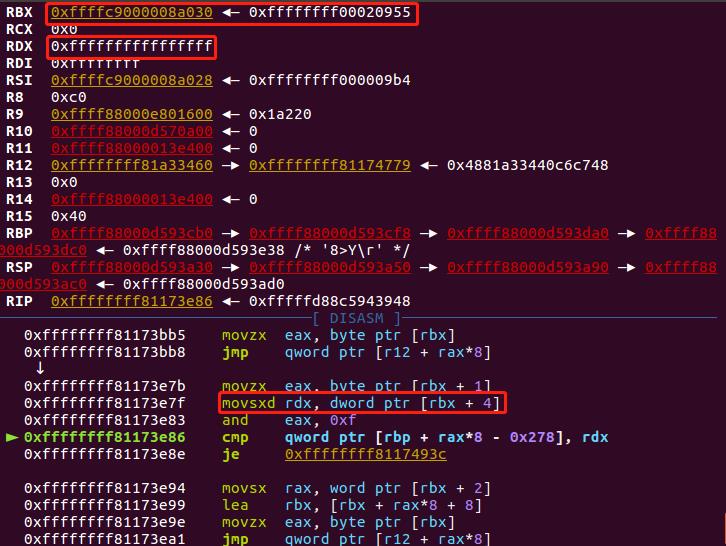 RBX 0xffffc9000008a030 ◂— 0xffffffff00020955
RCX 0x0
RDX 0xffffffffffffffff
RDI 0xffffffff
RSI 0xffffc9000008a028 ◂— 0xffffffff000009b4
R8 0xc0
R9 0xffff88000e801600 ◂— 0x1a220
R10 0xffff88000d570a00 ◂— 0
R11 0xffff88000013e400 ◂— 0
R12 0xffffffff81a33460 —▸ 0xffffffff81174779 ◂— 0x4881a33440c6c748
R13 0x0
R14 0xffff88000013e400 ◂— 0
R15 0x40
RBP 0xffff88000d593cb0 —▸ 0xffff88000d593cf8 —▸ 0xffff88000d593da0 —▸ 0xffff88
000d593dc0 ◂— 0xffff88000d593e38 /* '8>Y\r' */
RSP 0xffff88000d593a30 —▸ 0xffff88000d593a50 —▸ 0xffff88000d593a90 —▸ 0xffff88
000d593ac0 ◂— 0xffff88000d593ad0
RIP 0xffffffff81173e86 ◂— 0xfffffd88c5943948
[ DISASM ]
0xffffffff81173bb5 movzx eax, byte ptr [rbx]
0xffffffff81173bb8 jmp qword ptr [r12 + rax*8]
↓
0xffffffff81173e7b movzx eax, byte ptr [rbx + 1]
0xffffffff81173e7f movsxd rdx, dword ptr [rbx + 4]
0xffffffff81173e83 and eax, 0xf
► 0xffffffff81173e86 cmp qword ptr [rbp + rax*8 - 0x278], rdx
0xffffffff81173e8e je 0xffffffff8117493c
0xffffffff81173e94 movsx rax, word ptr [rbx + 2]
0xffffffff81173e99 lea rbx, [rbx + rax*8 + 8]
0xffffffff81173e9e movzx eax, byte ptr [rbx]
0xffffffff81173ea1 jmp qword ptr [r12 + rax*8]